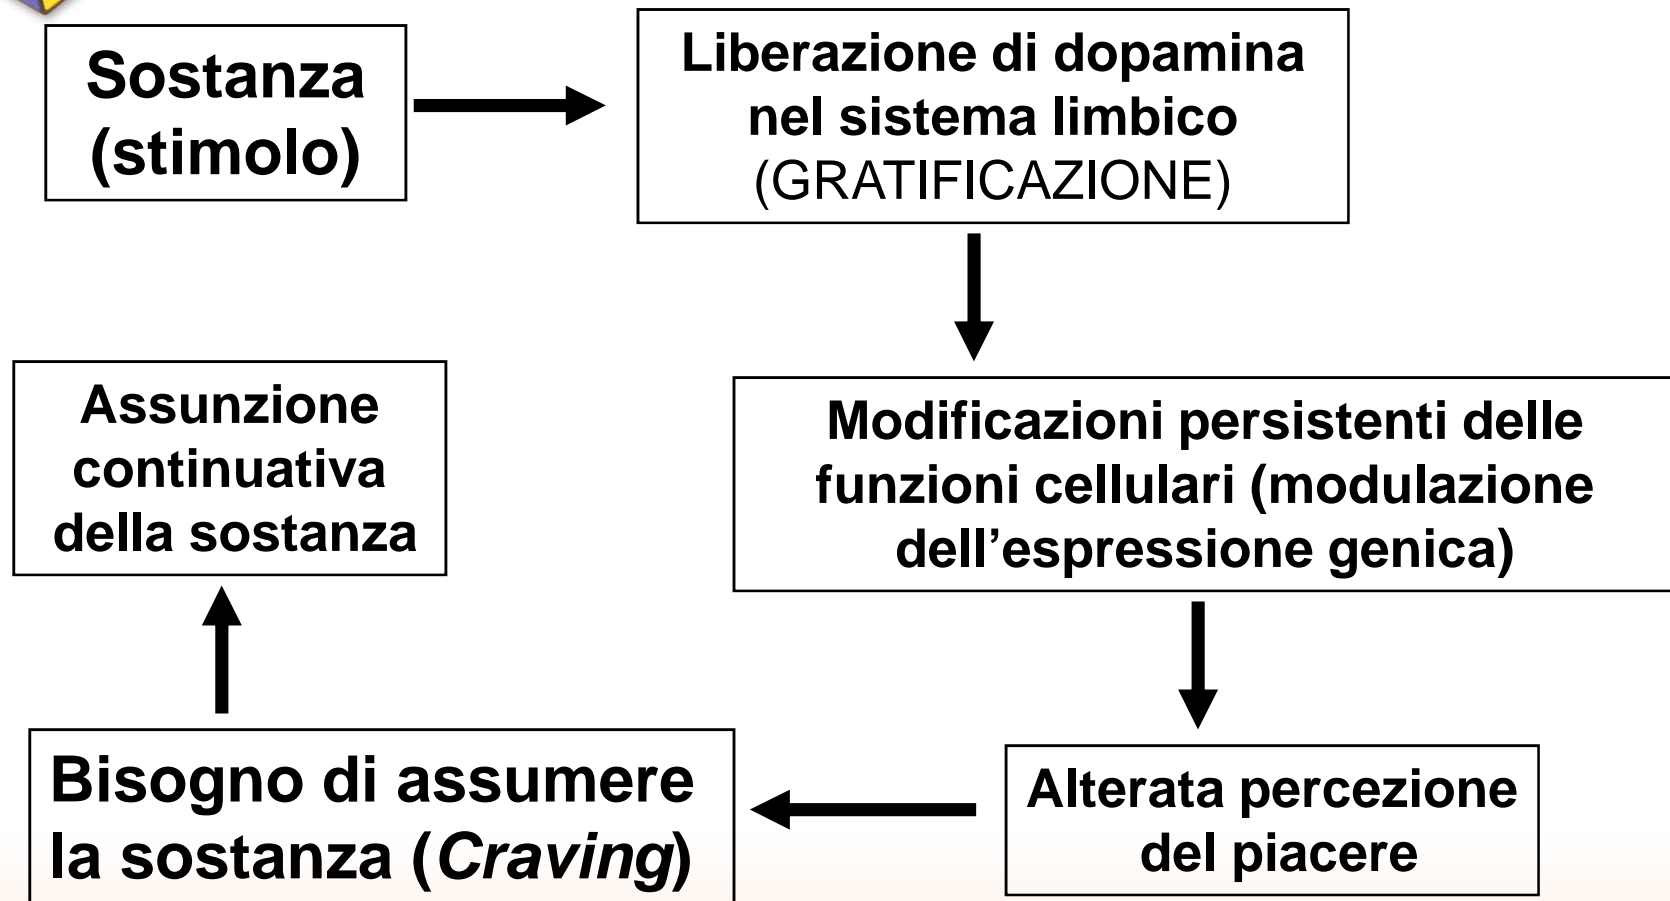 Sostanza
(stimolo)
Liberazione di dopamina
nel sistema limbico
(GRATIFICAZIONE)
Modificazioni persistenti delle
funzioni cellulari (modulazione
dell’espressione genica)
Alterata percezione
del piacere
Bisogno di assumere
la sostanza (Craving)
Assunzione
continuativa
della sostanza